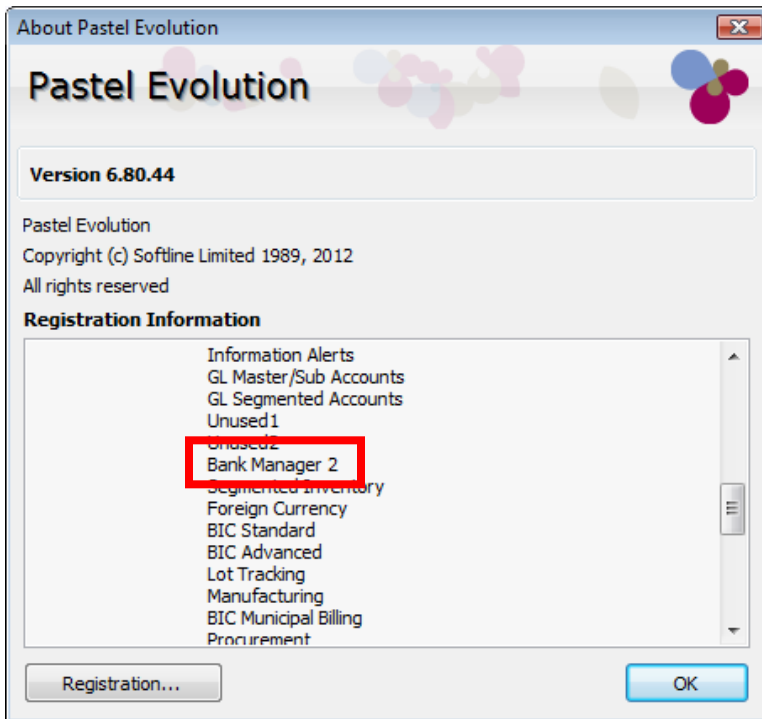 About Pastel Evolution
Pastel Evolution
Version 6.80.44
Pastel Evolution
Copyright (c) Softline Limited 1989, 2012
All rights reserved
Registration Information
Information Alerts
GL Master/Sub Accounts
GL Segmented Accounts
Unused1
Unused2
Bank Manager 2
Segmented Inventory
Foreign Currency
BIC Standard
BIC Advanced
Lot Tracking
Manufacturing
BIC Municipal Billing
Procurement
Registration...
OK